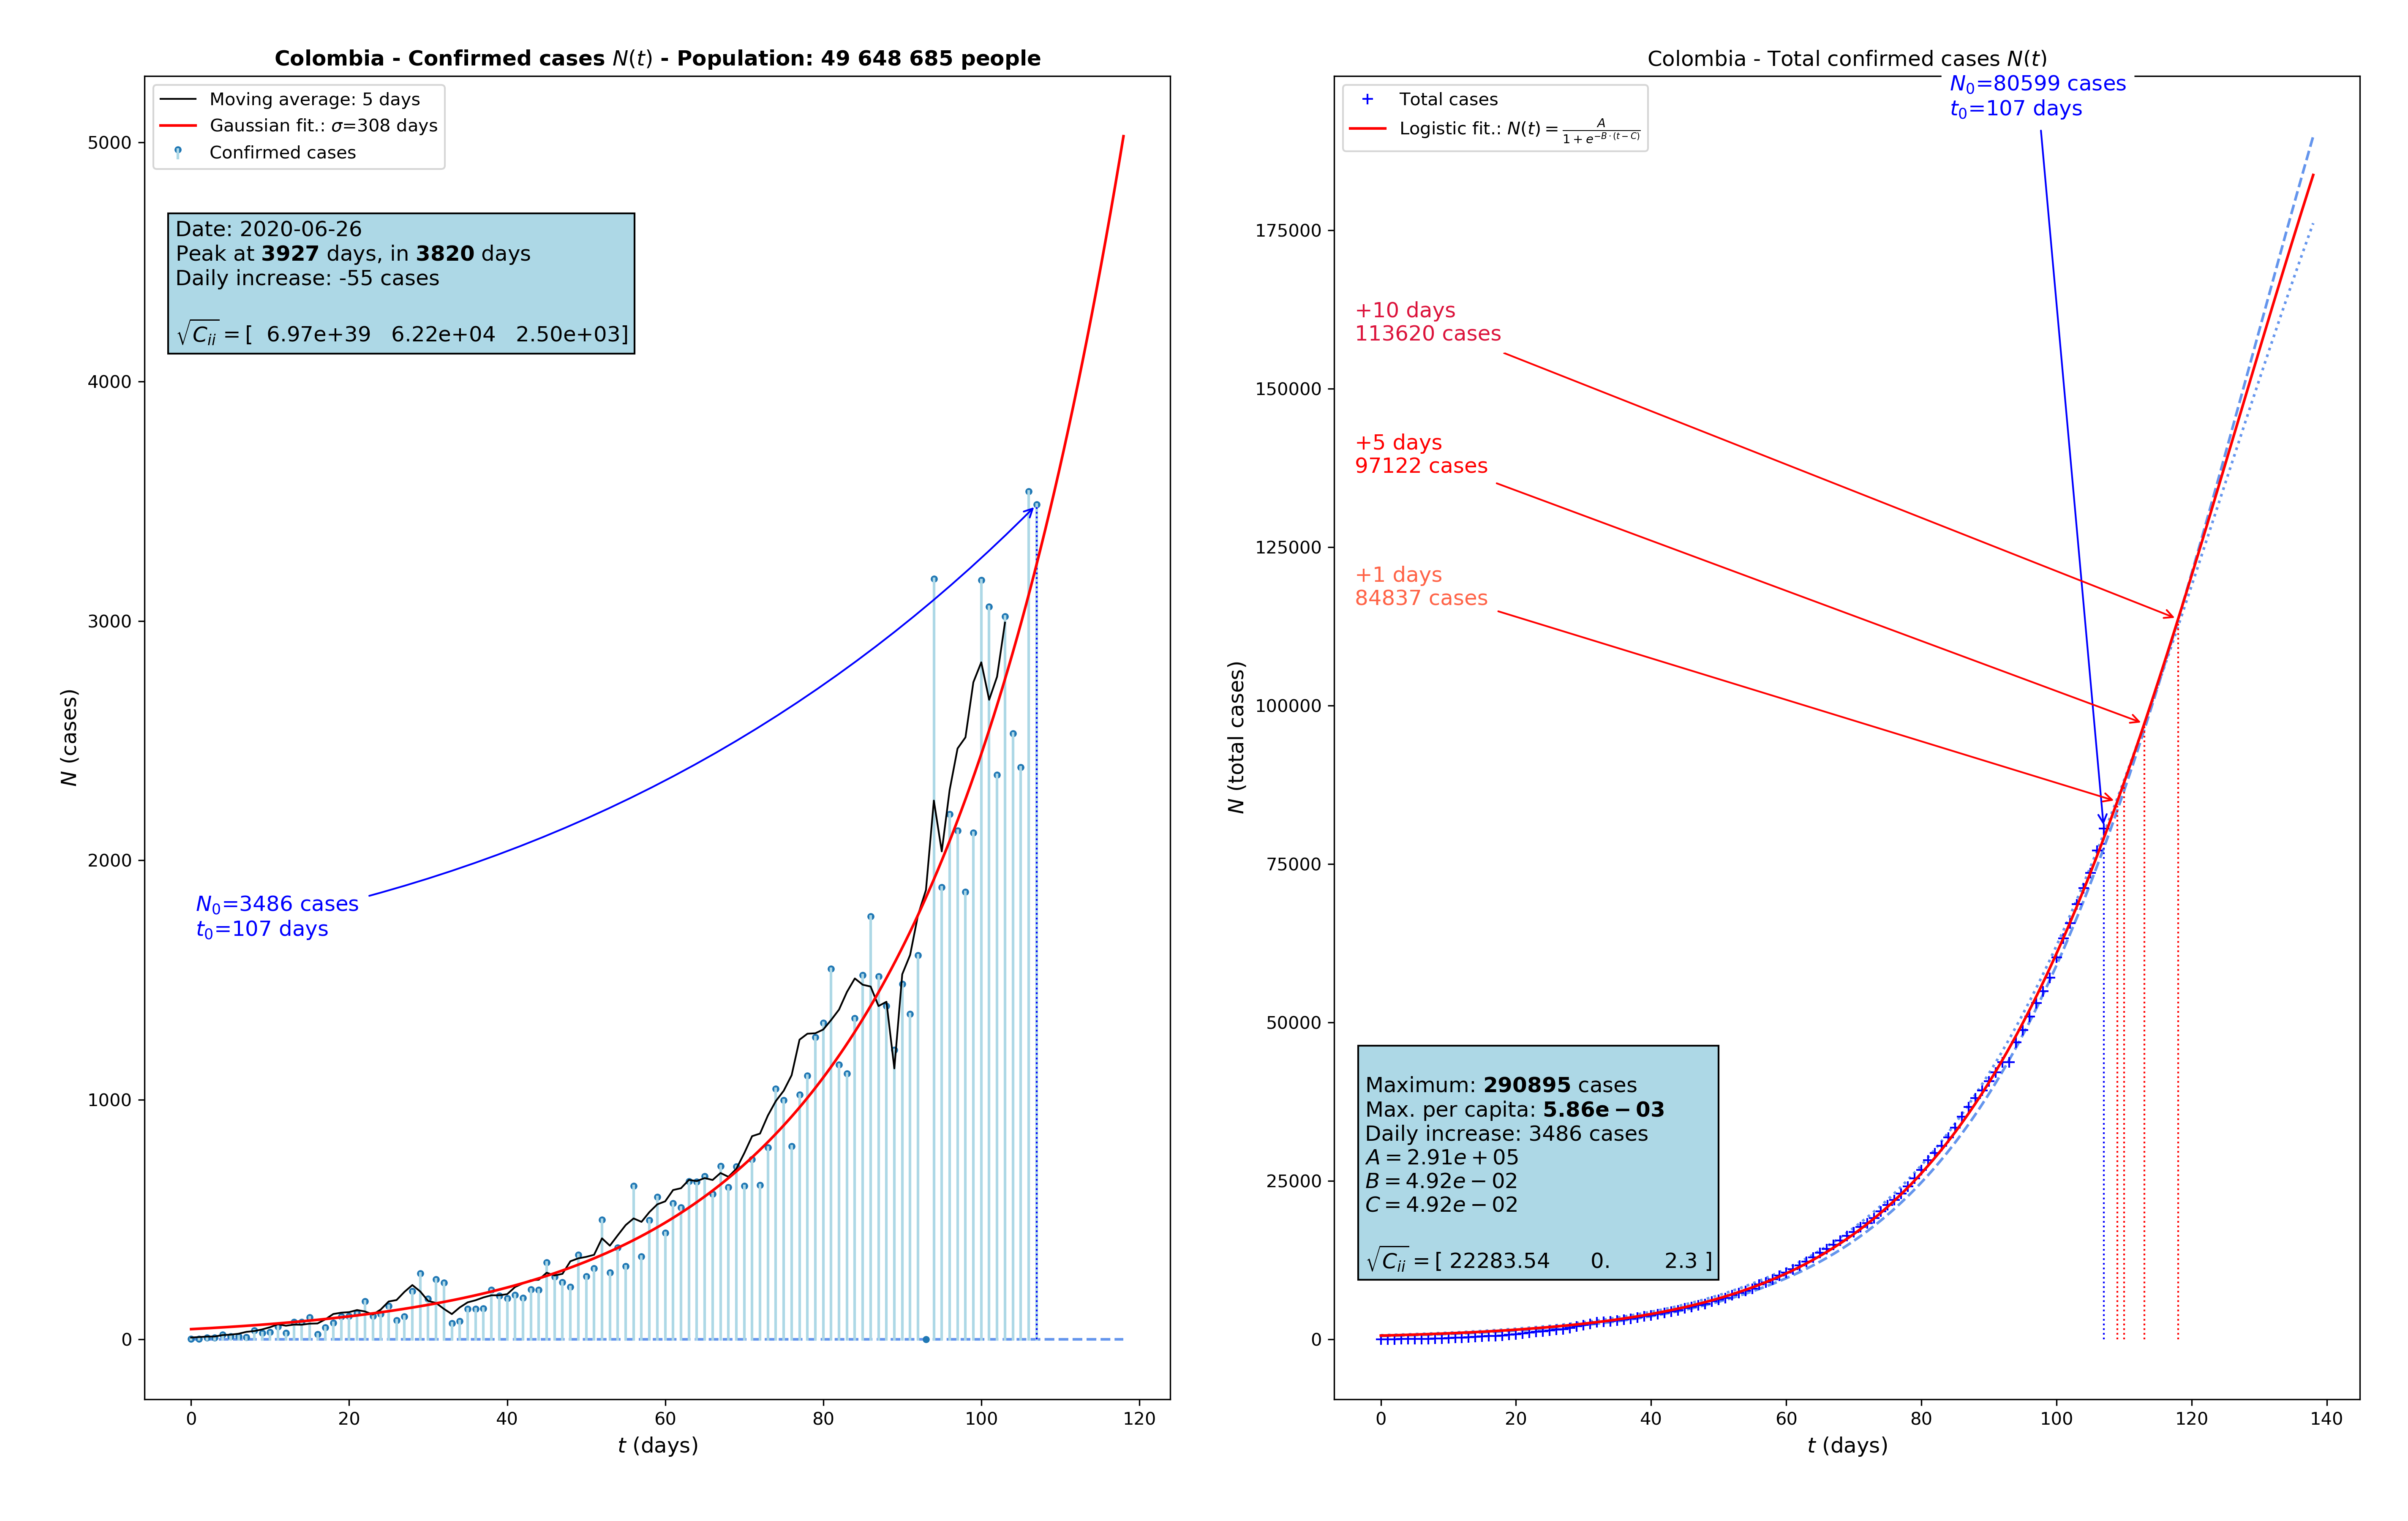 Colombia - Confirmed cases N(t) - Population: 49 648 685 people
Moving average: 5 days
Gaussian fit.: σ=308 days
Confirmed cases
Date: 2020-06-26
Peak at 3927 days, in 3820 days
Daily increase: -55 cases
√C_ii = [ 6.97e+39 6.22e+04 2.50e+03]
N_0=3486 cases
t_0=107 days
5000
4000
3000
2000
1000
0
N (cases)
0 20 40 60 80 100 120
t (days)
Colombia - Total confirmed cases N(t)
N_0=80599 cases
t_0=107 days
Total cases
Logistic fit.: N(t) = A / (1 + e^{-B·(t-C)})
+10 days
113620 cases
+5 days
97122 cases
+1 days
84837 cases
Maximum: 290895 cases
Max. per capita: 5.86e − 03
Daily increase: 3486 cases
A = 2.91e + 05
B = 4.92e − 02
C = 4.92e − 02
√C_ii = [ 22283.54 0. 2.3 ]
175000
150000
125000
100000
75000
50000
25000
0
N (total cases)
0 20 40 60 80 100 120 140
t (days)